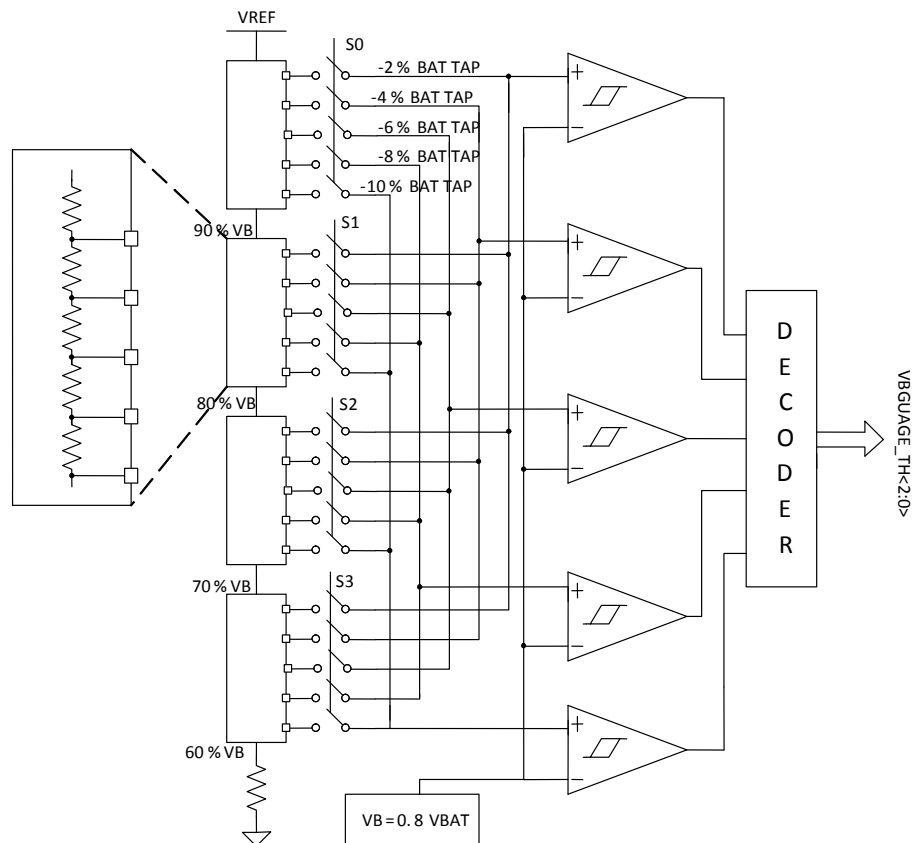 VREF
S0
-2 % BAT TAP
-4 % BAT TAP
-6 % BAT TAP
-8 % BAT TAP
-10 % BAT TAP
90 % VB
S1
80 % VB
S2
70 % VB
S3
60 % VB
VB = 0. 8 VBAT
+
−
+
−
+
−
+
−
+
−
DECODER
VBGUAGE_TH<2:0>